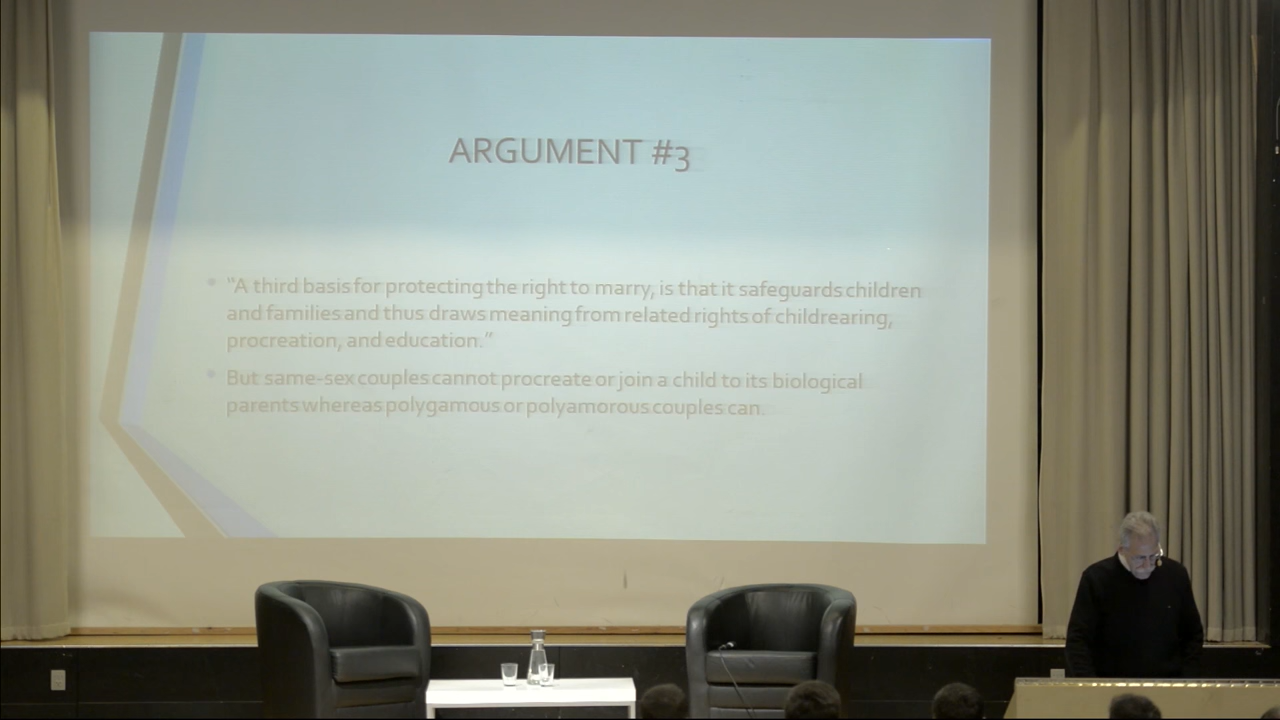 ARGUMENT #3
"A third basis for protecting the right to marry, is that it safeguards children
and families and thus draws meaning from related rights of childrearing,
procreation, and education."
But same-sex couples cannot procreate or join a child to its biological
parents whereas polygamous or polyamorous couples can.